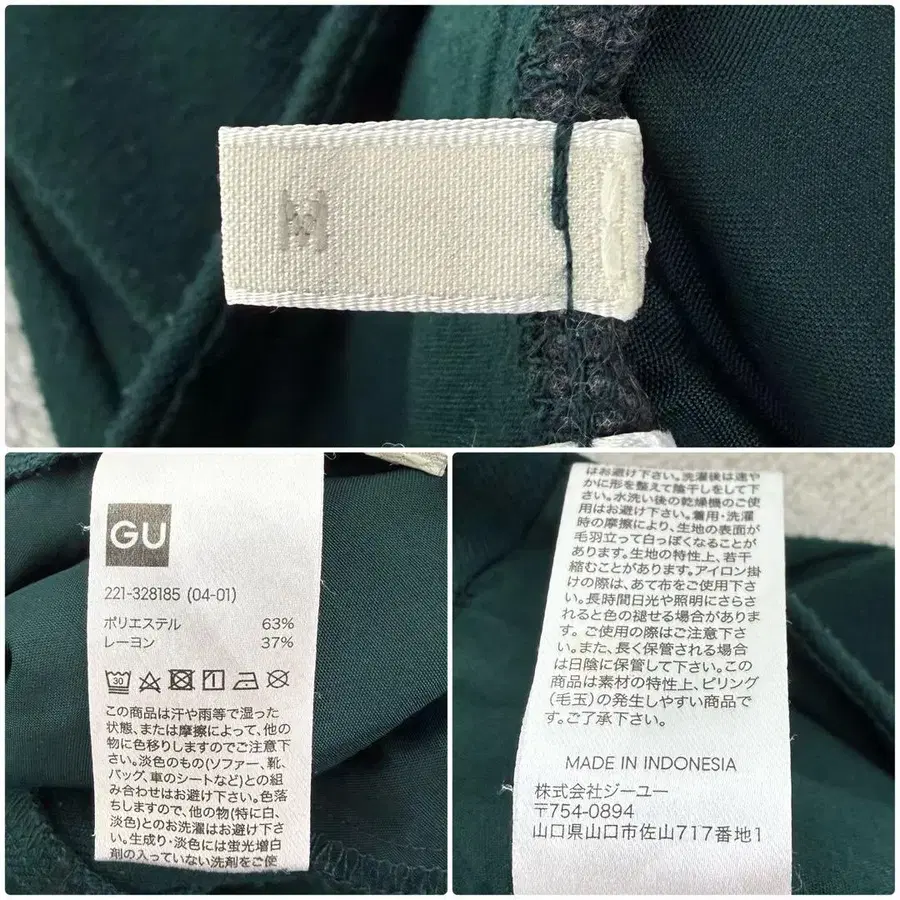 M
GU
221-328185 (04-01)
ポリエステル 63%
レーヨン 37%
30
この商品は汗や雨等で湿った
状態、または摩擦によって、他の
物に色移りしますのでご注意下
さい。淡色のもの(ソファー、靴、
バッグ、車のシートなど)との組
み合わせはお避け下さい。色落
ちしますので、他の物(特に白、
淡色)とのお洗濯はお避け下さ
い。生成り・淡色には蛍光増白
剤の入っていない洗剤をご使
はお避け下さい。洗濯後は速や
かに形を整えて陰干しをして下
さい。水洗い後の乾燥機のご使
用はお避け下さい。着用・洗濯
時の摩擦により、生地の表面が
毛羽立って白っぽくなることが
あります。生地の特性上、若干
縮むことがあります。アイロン掛
けの際は、あて布をご使用下さ
い。長時間日光や照明にさらさ
れると色の褪せる場合がありま
す。ご使用の際はご注意下さ
い。また、長く保管される場合
は日陰に保管して下さい。この
商品は素材の特性上、ピリング
(毛玉)の発生しやすい商品で
す。ご了承下さい。
MADE IN INDONESIA
株式会社ジーユー
〒754-0894
山口県山口市佐山717番地1